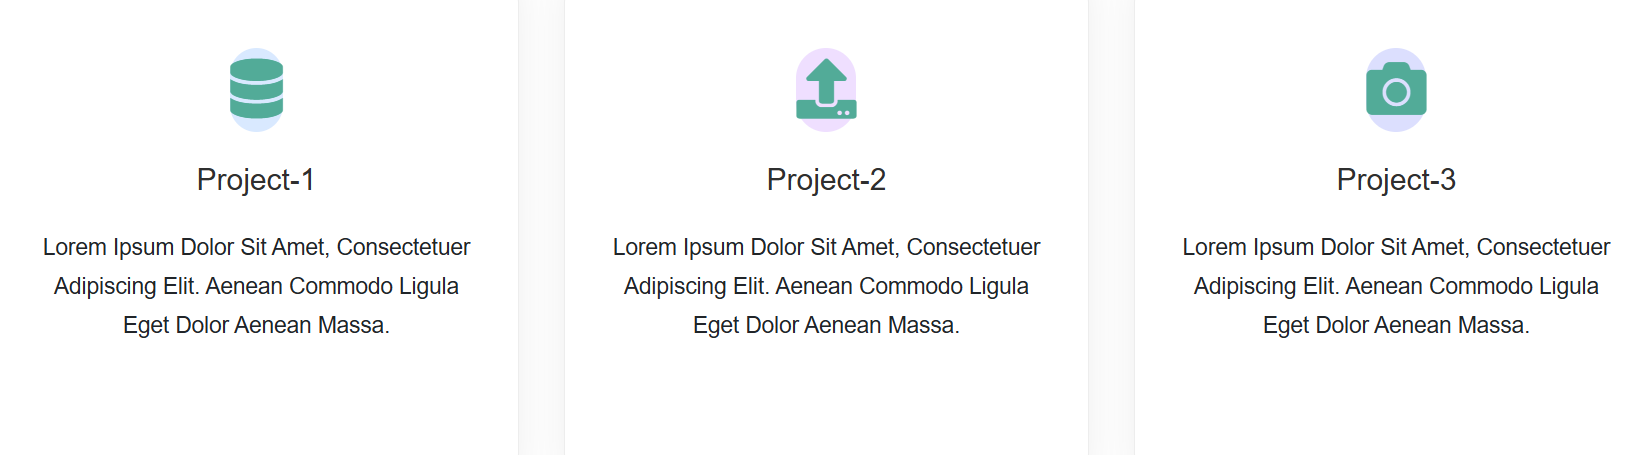 Project-1
Lorem Ipsum Dolor Sit Amet, Consectetuer
Adipiscing Elit. Aenean Commodo Ligula
Eget Dolor Aenean Massa.
Project-2
Lorem Ipsum Dolor Sit Amet, Consectetuer
Adipiscing Elit. Aenean Commodo Ligula
Eget Dolor Aenean Massa.
Project-3
Lorem Ipsum Dolor Sit Amet, Consectetuer
Adipiscing Elit. Aenean Commodo Ligula
Eget Dolor Aenean Massa.